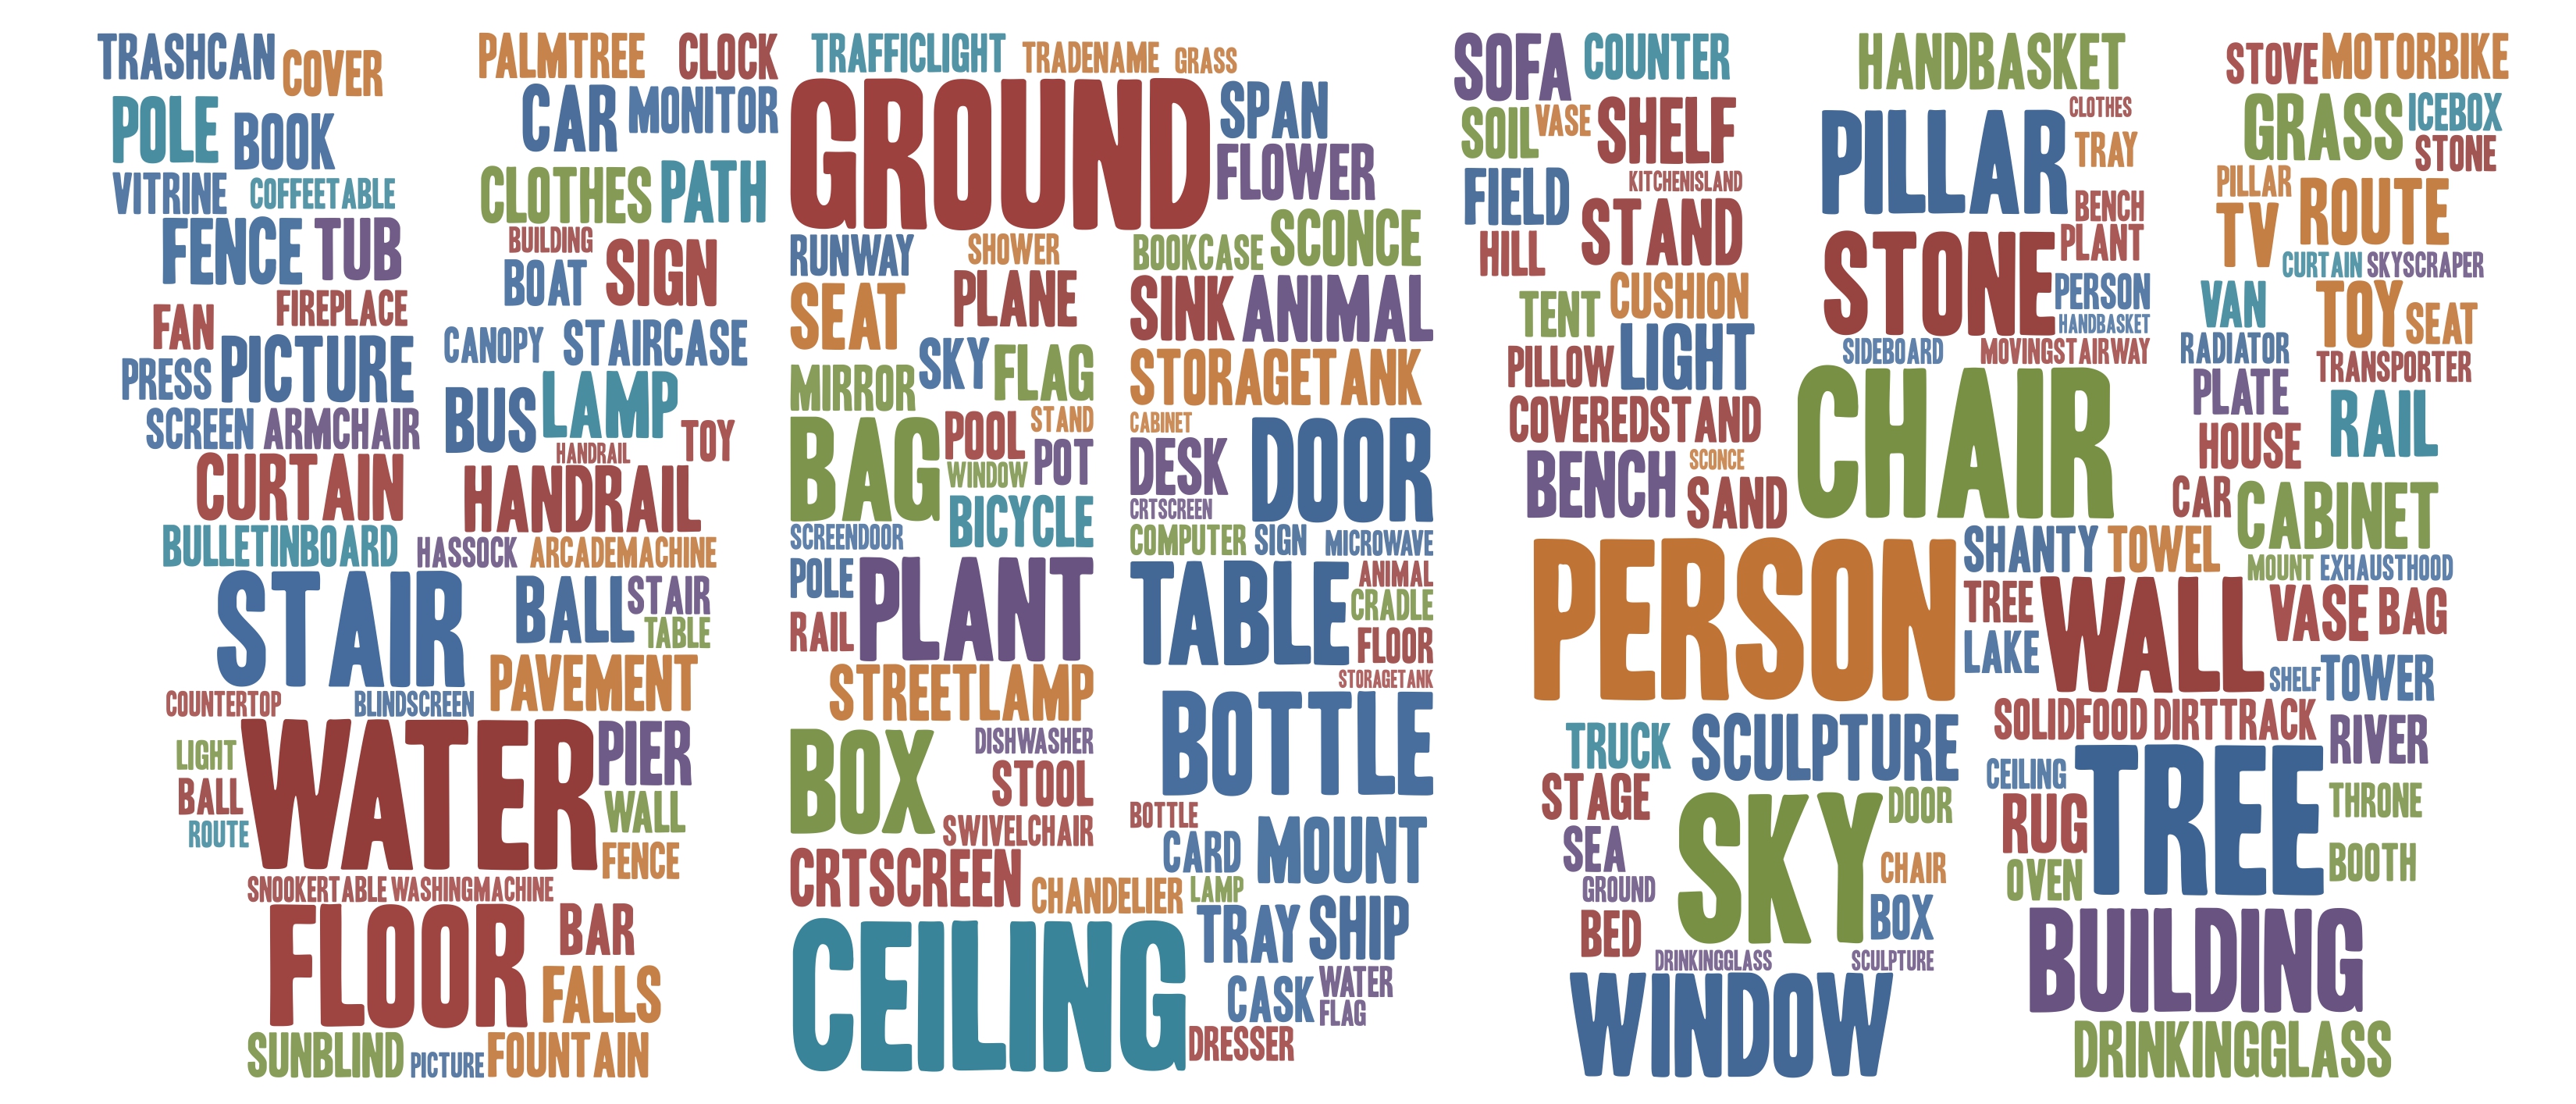 TRASHCAN COVER
POLE BOOK
VITRINE COFFEETABLE
FENCE TUB
FAN FIREPLACE
PRESS PICTURE
SCREEN ARMCHAIR
CURTAIN
BULLETINBOARD HASSOCK ARCADEMACHINE
PALMTREE CLOCK
CAR MONITOR
CLOTHES PATH
BUILDING
BOAT SIGN
CANOPY STAIRCASE
BUS LAMP TOY
HANDRAIL
HANDRAIL
STAIR BALL STAIR
TABLE
PAVEMENT
COUNTERTOP BLINDSCREEN
LIGHT WATER PIER
BALL WALL
ROUTE FENCE
SNOOKERTABLE WASHINGMACHINE
FLOOR BAR
FALLS
SUNBLIND PICTURE FOUNTAIN
TRAFFICLIGHT TRADENAME GRASS
GROUND SPAN
FLOWER
RUNWAY SHOWER BOOKCASE SCONCE
SEAT PLANE SINK ANIMAL
MIRROR SKY FLAG STORAGETANK
BAG POOL STAND CABINET
WINDOW POT DESK DOOR
BICYCLE CRTSCREEN
SCREENDOOR COMPUTER SIGN MICROWAVE
POLE PLANT TABLE ANIMAL
CRADLE
RAIL FLOOR
STREETLAMP STORAGETANK
BOX DISHWASHER BOTTLE
STOOL
SWIVELCHAIR BOTTLE
CRTSCREEN CARD MOUNT
CHANDELIER LAMP
CEILING TRAY SHIP
CASK WATER
FLAG
DRESSER
SOFA COUNTER
SOIL VASE SHELF
FIELD KITCHENISLAND
HILL STAND
TENT CUSHION
PILLOW LIGHT
COVEREDSTAND
BENCH SCONCE
SAND
HANDBASKET
PILLAR CLOTHES
TRAY
BENCH
STONE PLANT
PERSON
HANDBASKET
SIDEBOARD MOVINGSTAIRWAY
CHAIR
STOVE MOTORBIKE
GRASS ICEBOX
STONE
PILLAR ROUTE
TV
CURTAIN SKYSCRAPER
VAN TOY SEAT
RADIATOR TRANSPORTER
PLATE RAIL
HOUSE
CAR CABINET
PERSON SHANTY TOWEL MOUNT EXHAUSTHOOD
TREE WALL VASE BAG
LAKE SHELF TOWER
TRUCK SCULPTURE SOLIDFOOD DIRTTRACK RIVER
STAGE SKY DOOR CEILING TREE THRONE
SEA CHAIR RUG BOOTH
GROUND OVEN
BED BOX BUILDING
DRINKINGGLASS SCULPTURE
WINDOW DRINKINGGLASS